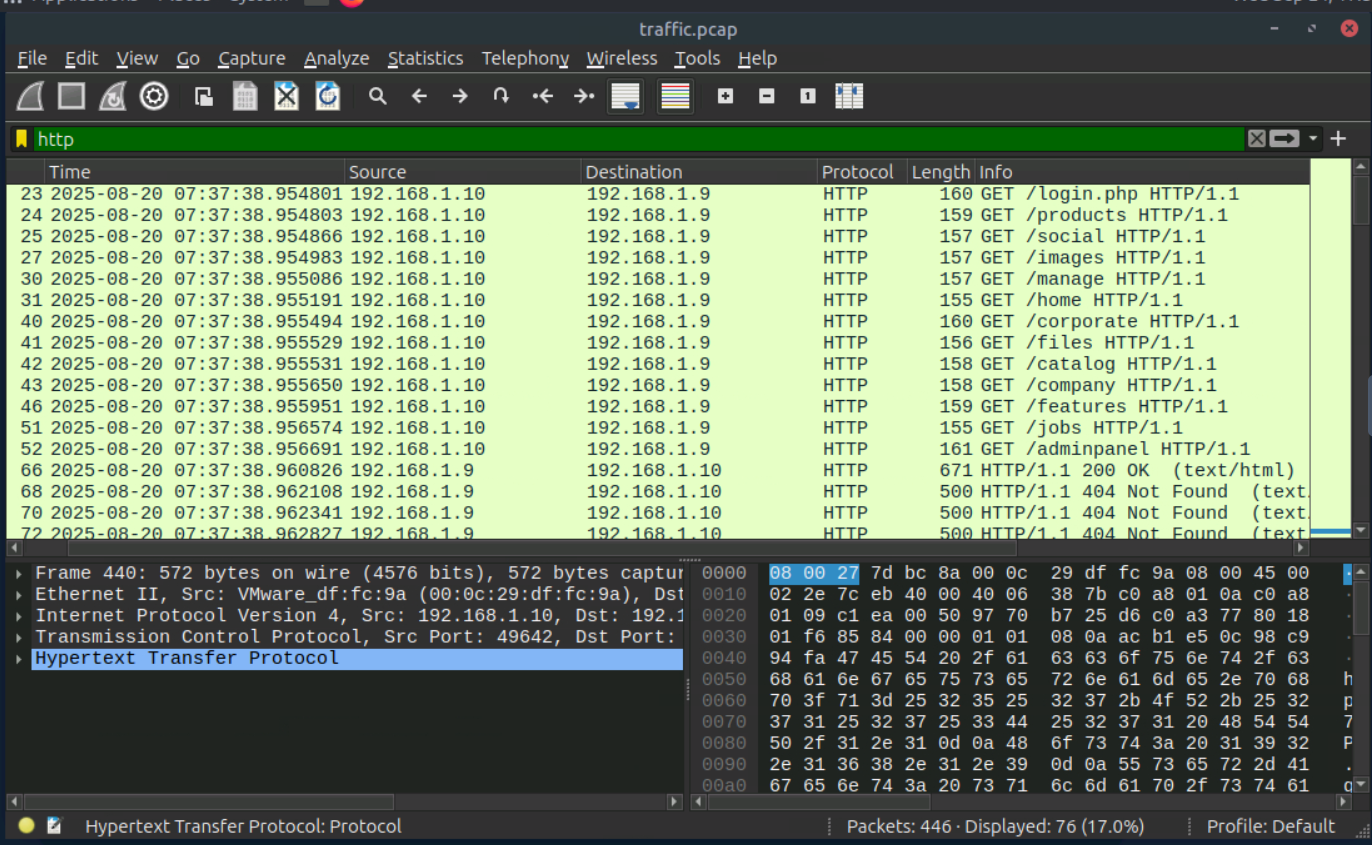 traffic.pcap
File Edit View Go Capture Analyze Statistics Telephony Wireless Tools Help
http
Time Source Destination Protocol Length Info
23 2025-08-20 07:37:38.954801 192.168.1.10 192.168.1.9 HTTP 160 GET /login.php HTTP/1.1
24 2025-08-20 07:37:38.954803 192.168.1.10 192.168.1.9 HTTP 159 GET /products HTTP/1.1
25 2025-08-20 07:37:38.954866 192.168.1.10 192.168.1.9 HTTP 157 GET /social HTTP/1.1
27 2025-08-20 07:37:38.954983 192.168.1.10 192.168.1.9 HTTP 157 GET /images HTTP/1.1
30 2025-08-20 07:37:38.955086 192.168.1.10 192.168.1.9 HTTP 157 GET /manage HTTP/1.1
31 2025-08-20 07:37:38.955191 192.168.1.10 192.168.1.9 HTTP 155 GET /home HTTP/1.1
40 2025-08-20 07:37:38.955494 192.168.1.10 192.168.1.9 HTTP 160 GET /corporate HTTP/1.1
41 2025-08-20 07:37:38.955529 192.168.1.10 192.168.1.9 HTTP 156 GET /files HTTP/1.1
42 2025-08-20 07:37:38.955531 192.168.1.10 192.168.1.9 HTTP 158 GET /catalog HTTP/1.1
43 2025-08-20 07:37:38.955650 192.168.1.10 192.168.1.9 HTTP 158 GET /company HTTP/1.1
46 2025-08-20 07:37:38.955951 192.168.1.10 192.168.1.9 HTTP 159 GET /features HTTP/1.1
51 2025-08-20 07:37:38.956574 192.168.1.10 192.168.1.9 HTTP 155 GET /jobs HTTP/1.1
52 2025-08-20 07:37:38.956691 192.168.1.10 192.168.1.9 HTTP 161 GET /adminpanel HTTP/1.1
66 2025-08-20 07:37:38.960826 192.168.1.9 192.168.1.10 HTTP 671 HTTP/1.1 200 OK (text/html)
68 2025-08-20 07:37:38.962108 192.168.1.9 192.168.1.10 HTTP 500 HTTP/1.1 404 Not Found (text.
70 2025-08-20 07:37:38.962341 192.168.1.9 192.168.1.10 HTTP 500 HTTP/1.1 404 Not Found (text.
72 2025-08-20 07:37:38.962827 192.168.1.9 192.168.1.10 HTTP 500 HTTP/1.1 404 Not Found (text
Frame 440: 572 bytes on wire (4576 bits), 572 bytes captur
Ethernet II, Src: VMware_df:fc:9a (00:0c:29:df:fc:9a), Dst
Internet Protocol Version 4, Src: 192.168.1.10, Dst: 192.1
Transmission Control Protocol, Src Port: 49642, Dst Port:
Hypertext Transfer Protocol
0000 08 00 27 7d bc 8a 00 0c 29 df fc 9a 08 00 45 00
0010 02 2e 7c eb 40 00 40 06 38 7b c0 a8 01 0a c0 a8
0020 01 09 c1 ea 00 50 97 70 b7 25 d6 c0 a3 77 80 18
0030 01 f6 85 84 00 00 01 01 08 0a ac b1 e5 0c 98 c9
0040 94 fa 47 45 54 20 2f 61 63 63 6f 75 6e 74 2f 63
0050 68 61 6e 67 65 75 73 65 72 6e 61 6d 65 2e 70 68 h
0060 70 3f 71 3d 25 32 35 25 32 37 2b 4f 52 2b 25 32 p
0070 37 31 25 32 37 25 33 44 25 32 37 31 20 48 54 54 7
0080 50 2f 31 2e 31 0d 0a 48 6f 73 74 3a 20 31 39 32 P
0090 2e 31 36 38 2e 31 2e 39 0d 0a 55 73 65 72 2d 41 .
00a0 67 65 6e 74 3a 20 73 71 6c 6d 61 70 2f 73 74 61 g
Hypertext Transfer Protocol: Protocol
Packets: 446 · Displayed: 76 (17.0%)
Profile: Default